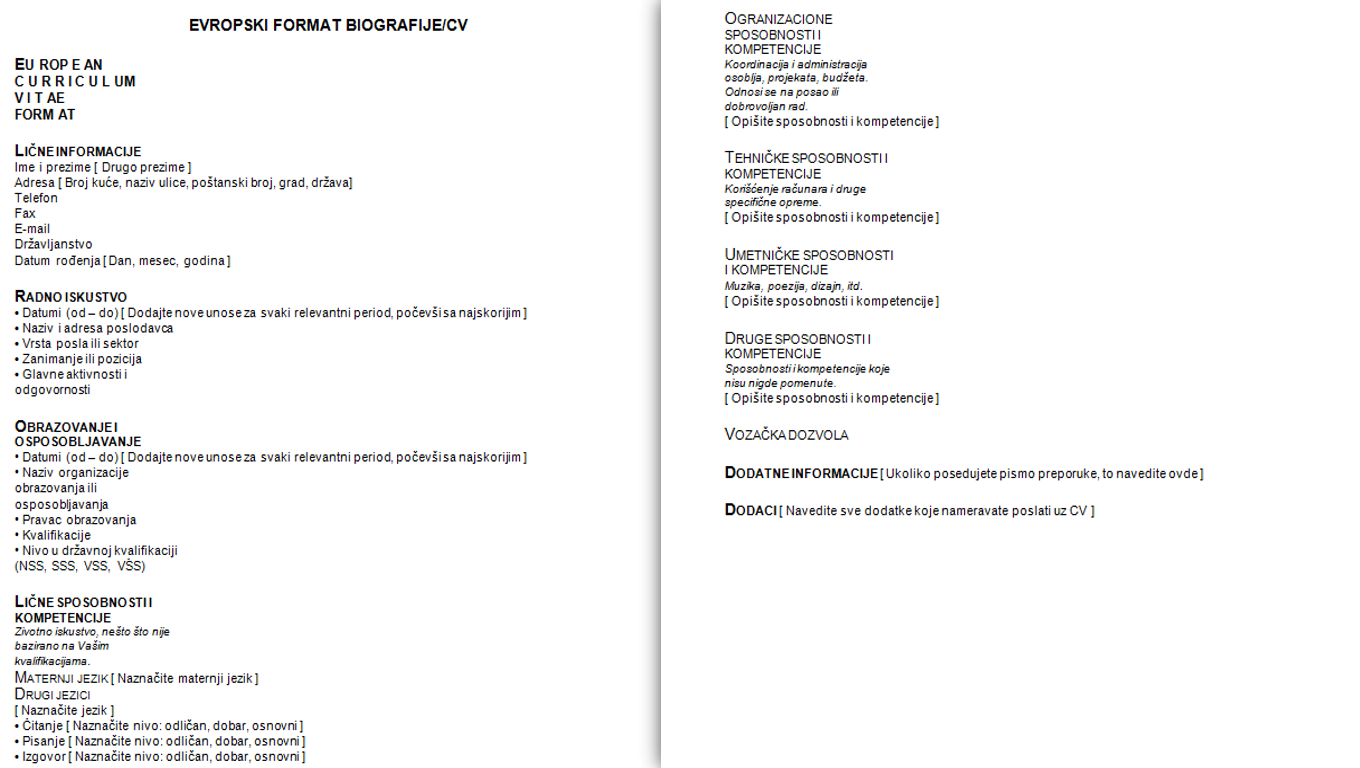 EVROPSKI FORMAT BIOGRAFIJE/CV
EUROPEAN
CURRICULUM
VITAE
FORMAT
LIČNE INFORMACIJE
Ime i prezime [ Drugo prezime ]
Adresa [ Broj kuće, naziv ulice, poštanski broj, grad, država]
Telefon
Fax
E-mail
Državljanstvo
Datum rođenja [ Dan, mesec, godina ]
RADNO ISKUSTVO
• Datumi (od – do) [ Dodajte nove unose za svaki relevantni period, počevši sa najskorijim ]
• Naziv i adresa poslodavca
• Vrsta posla ili sektor
• Zanimanje ili pozicija
• Glavne aktivnosti i
odgovornosti
OBRAZOVANJE I
OSPOSOBLJAVANJE
• Datumi (od – do) [ Dodajte nove unose za svaki relevantni period, počevši sa najskorijim ]
• Naziv organizacije
obrazovanja ili
osposobljavanja
• Pravac obrazovanja
• Kvalifikacije
• Nivo u državnoj kvalifikaciji
(NSS, SSS, VSS, VŠS)
LIČNE SPOSOBNOSTI I
KOMPETENCIJE
Zivotno iskustvo, nešto što nije
bazirano na Vašim
kvalifikacijama.
MATERNJI JEZIK [ Naznačite maternji jezik ]
DRUGI JEZICI
[ Naznačite jezik ]
• Čitanje [ Naznačite nivo: odličan, dobar, osnovni ]
• Pisanje [ Naznačite nivo: odličan, dobar, osnovni ]
• Izgovor [ Naznačite nivo: odličan, dobar, osnovni ]
OGRANIZACIONE
SPOSOBNOSTI I
KOMPETENCIJE
Koordinacija i administracija
osoblja, projekata, budžeta.
Odnosi se na posao ili
dobrovoljan rad.
[ Opišite sposobnosti i kompetencije ]
TEHNIČKE SPOSOBNOSTI I
KOMPETENCIJE
Korišćenje računara i druge
specifične opreme.
[ Opišite sposobnosti i kompetencije ]
UMETNIČKE SPOSOBNOSTI
I KOMPETENCIJE
Muzika, poezija, dizajn, itd.
[ Opišite sposobnosti i kompetencije ]
DRUGE SPOSOBNOSTI I
KOMPETENCIJE
Sposobnosti i kompetencije koje
nisu nigde pomenute.
[ Opišite sposobnosti i kompetencije ]
VOZAČKA DOZVOLA
DODATNE INFORMACIJE [ Ukoliko posedujete pismo preporuke, to navedite ovde ]
DODACI [ Navedite sve dodatke koje nameravate poslati uz CV ]